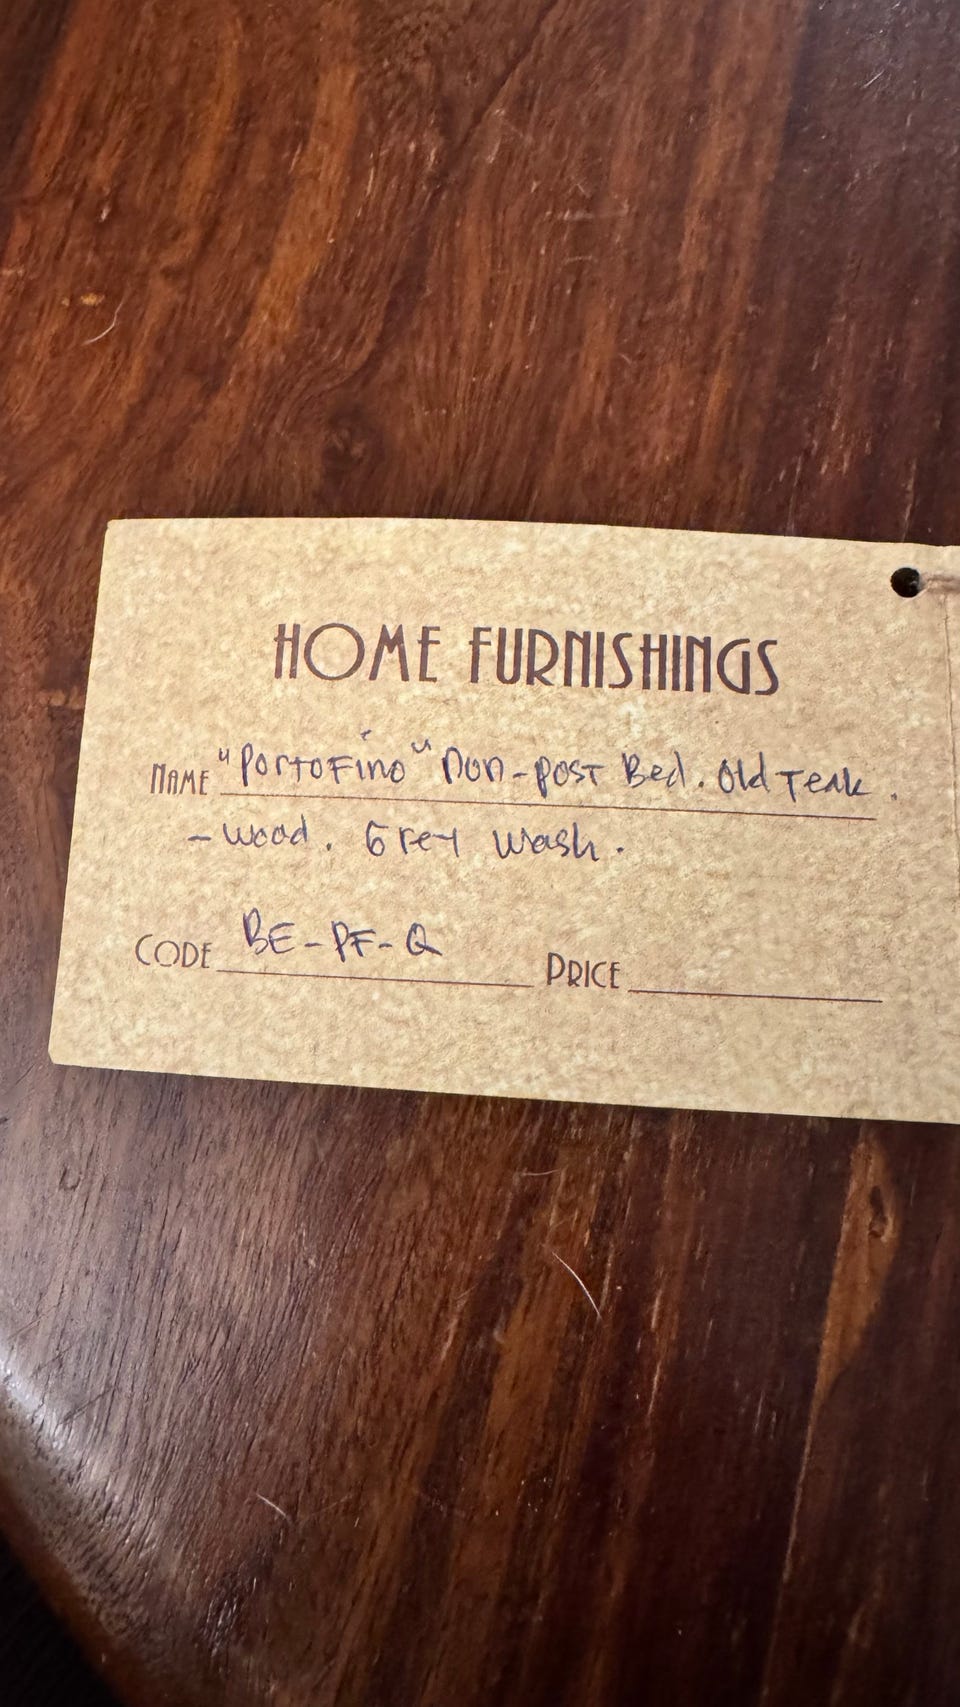 HOME FURNISHINGS
NAME "Portofino" Non-post Bed. Old Teak.
- wood. Grey wash.
CODE BE-PF-Q PRICE